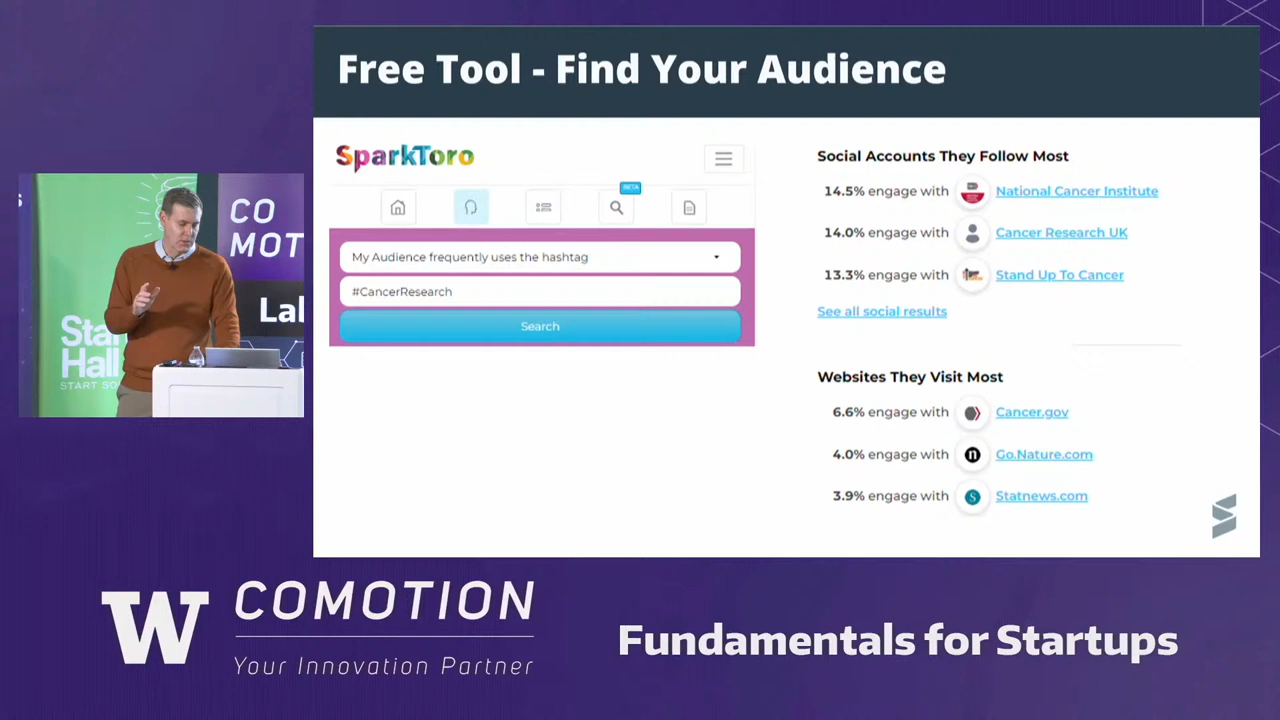 Free Tool - Find Your Audience
SparkToro
BETA
My Audience frequently uses the hashtag
#CancerResearch
Search
Social Accounts They Follow Most
14.5% engage with National Cancer Institute
14.0% engage with Cancer Research UK
13.3% engage with Stand Up To Cancer
See all social results
Websites They Visit Most
6.6% engage with Cancer.gov
4.0% engage with n Go.Nature.com
3.9% engage with S Statnews.com
S
CO
MOT
Lab
Sta
Hall
START
W COMOTION
Your Innovation Partner
Fundamentals for Startups